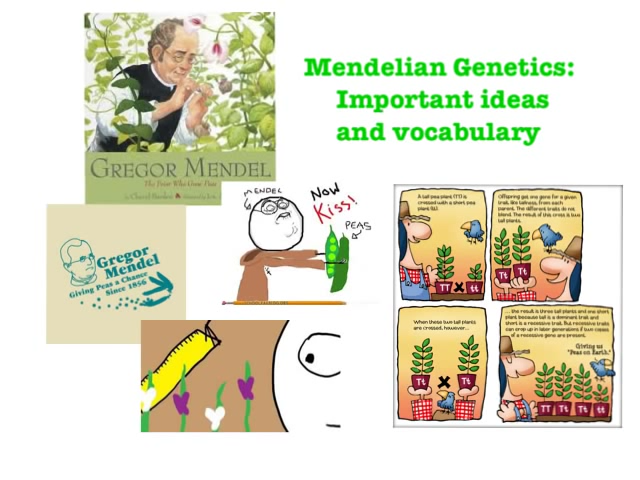 Mendelian Genetics:
Important ideas
and vocabulary
GREGOR MENDEL
The Friar Who Grew Peas
by Cheryl Bardoe
Gregor
Mendel
Giving Peas a Chance
Since 1856
MENDEL
NOW
Kiss!
PEAS
A tall pea plant (TT) is
crossed with a short pea
plant (tt).
TT X tt
Offspring get one gene for a given
trait, like tallness, from each
parent. The different traits do not
blend. The result of this cross is two
tall plants.
Tt
Tt
When these two tall plants
are crossed, however...
Tt X Tt
... the result is three tall plants and one short
plant because tall is a dominant trait and
short is a recessive trait. But recessive traits
can crop up in later generations if two copies
of a recessive gene are present.
Giving us
"Peas on Earth."
TT Tt Tt tt